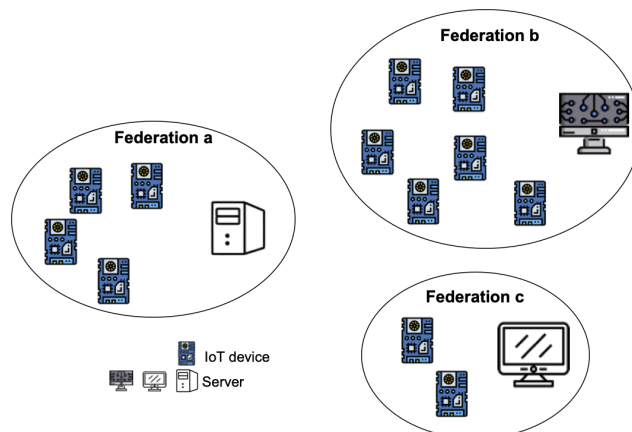 Federation b
Federation a
Federation c
IoT device
Server